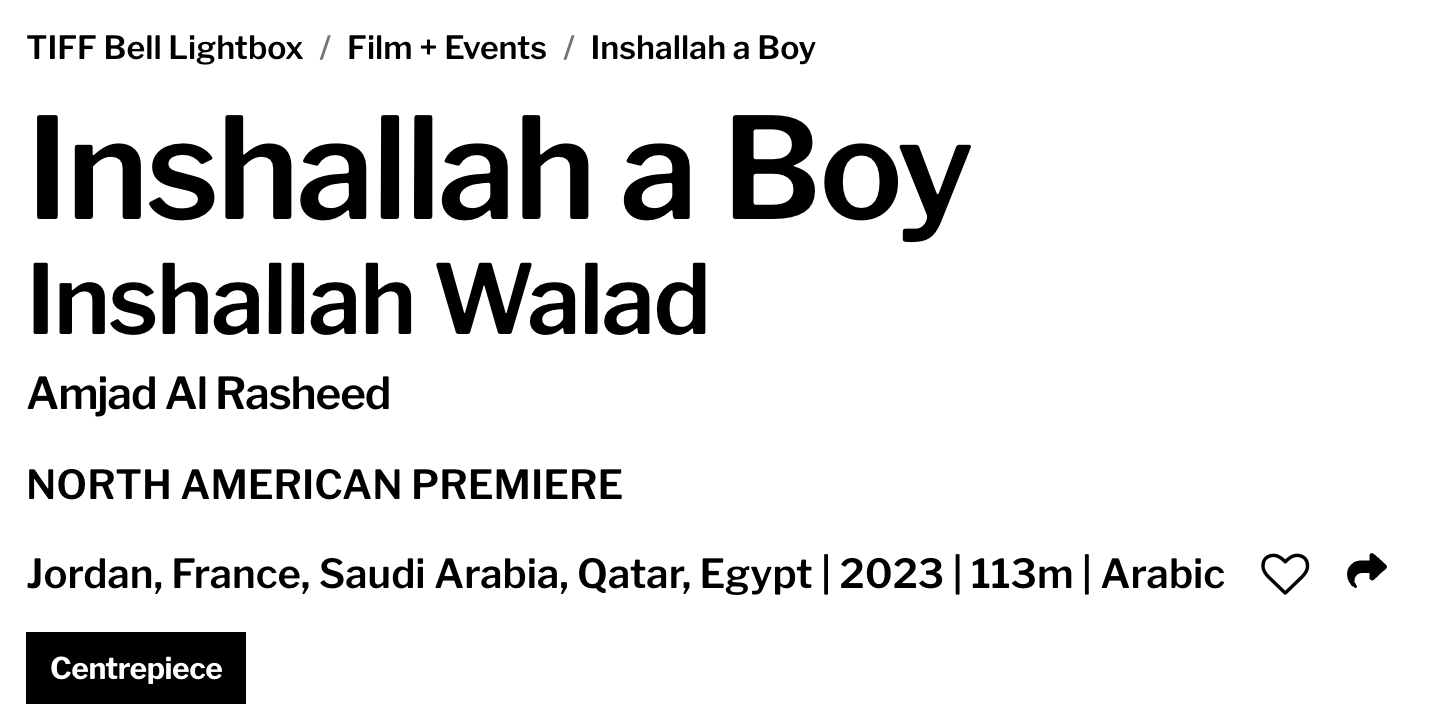 TIFF Bell Lightbox / Film + Events / Inshallah a Boy
Inshallah a Boy
Inshallah Walad
Amjad Al Rasheed
NORTH AMERICAN PREMIERE
Jordan, France, Saudi Arabia, Qatar, Egypt | 2023 | 113m | Arabic
Centrepiece